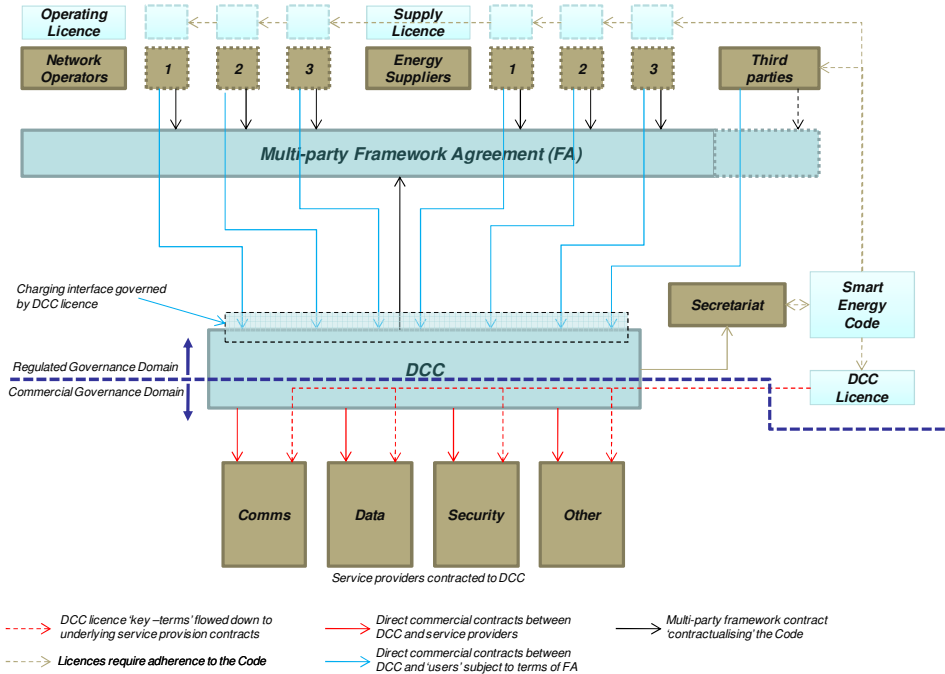 Operating
Licence
Supply
Licence
Network
Operators
1
2
3
Energy
Suppliers
1
2
3
Third
parties
Multi-party Framework Agreement (FA)
Charging interface governed
by DCC licence
Secretariat
Smart
Energy
Code
Regulated Governance Domain
DCC
Commercial Governance Domain
DCC
Licence
Comms
Data
Security
Other
Service providers contracted to DCC
DCC licence 'key –terms' flowed down to
underlying service provision contracts
Direct commercial contracts between
DCC and service providers
Multi-party framework contract
'contractualising' the Code
Licences require adherence to the Code
Direct commercial contracts between
DCC and 'users' subject to terms of FA